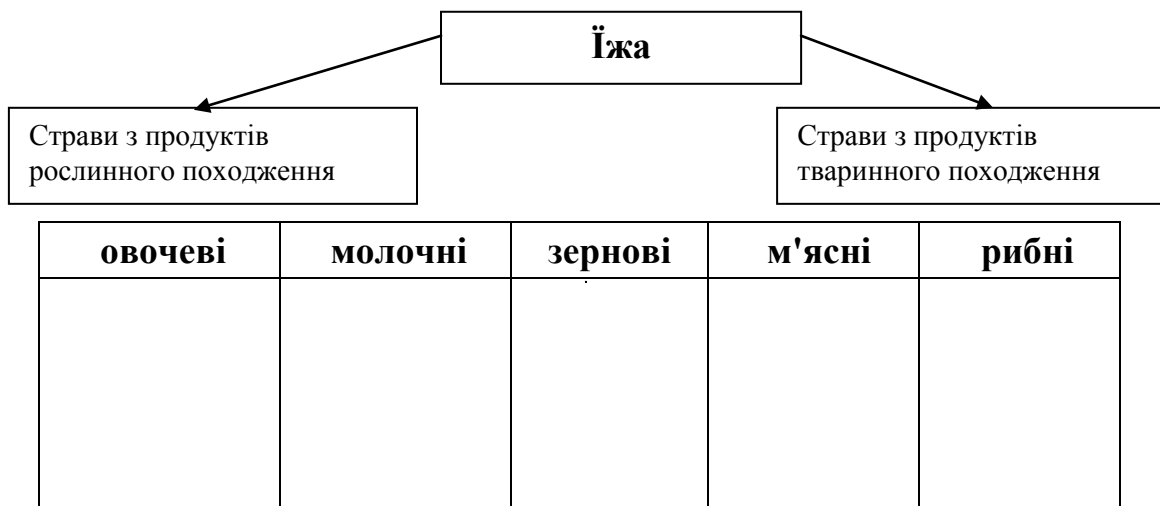 Їжа
Страви з продуктів
рослинного походження
Страви з продуктів
тваринного походження
овочеві молочні зернові м'ясні рибні